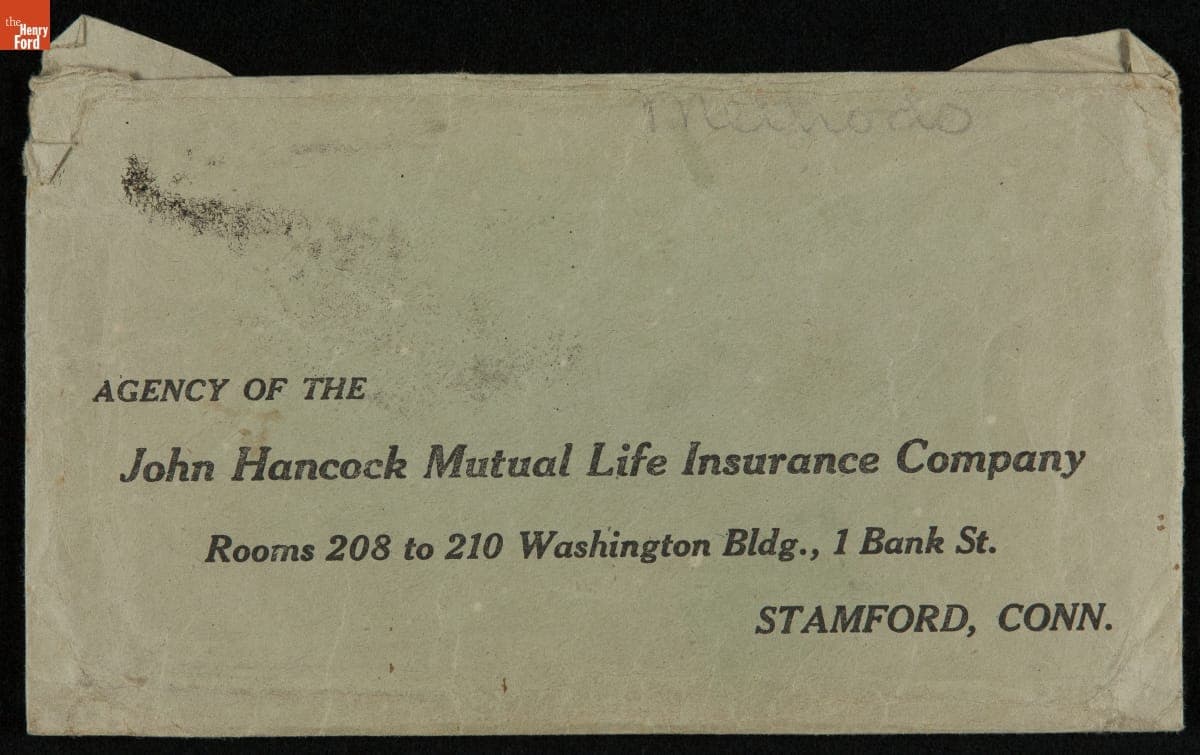 the
Henry
Ford
Methods
AGENCY OF THE
John Hancock Mutual Life Insurance Company
Rooms 208 to 210 Washington Bldg., 1 Bank St.
STAMFORD, CONN.